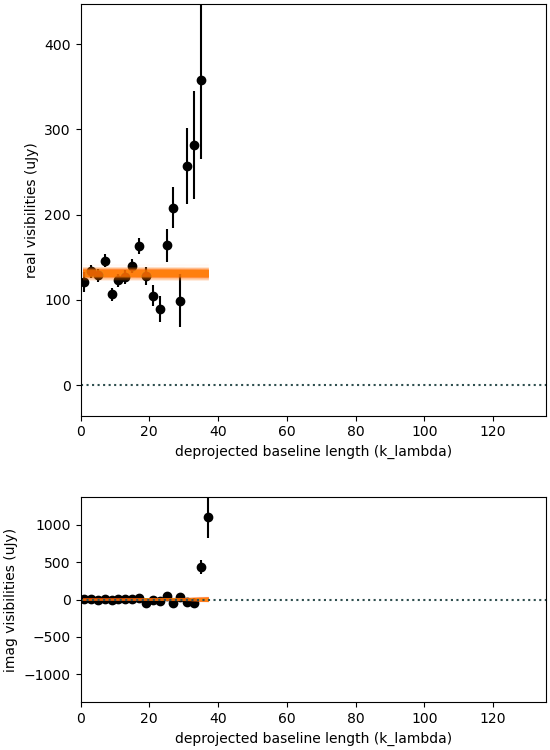 400
300
200
100
0
real visibilities (uJy)
0 20 40 60 80 100 120
deprojected baseline length (k_lambda)
1000
500
0
−500
−1000
imag visibilities (uJy)
0 20 40 60 80 100 120
deprojected baseline length (k_lambda)